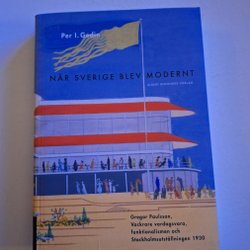 Per I. Gedin
NÄR SVERIGE BLEV MODERNT
ALBERT BONNIERS FÖRLAG
Gregor Paulsson,
Vackrare vardagsvara,
funktionalismen och
Stockholmsutställningen 1930